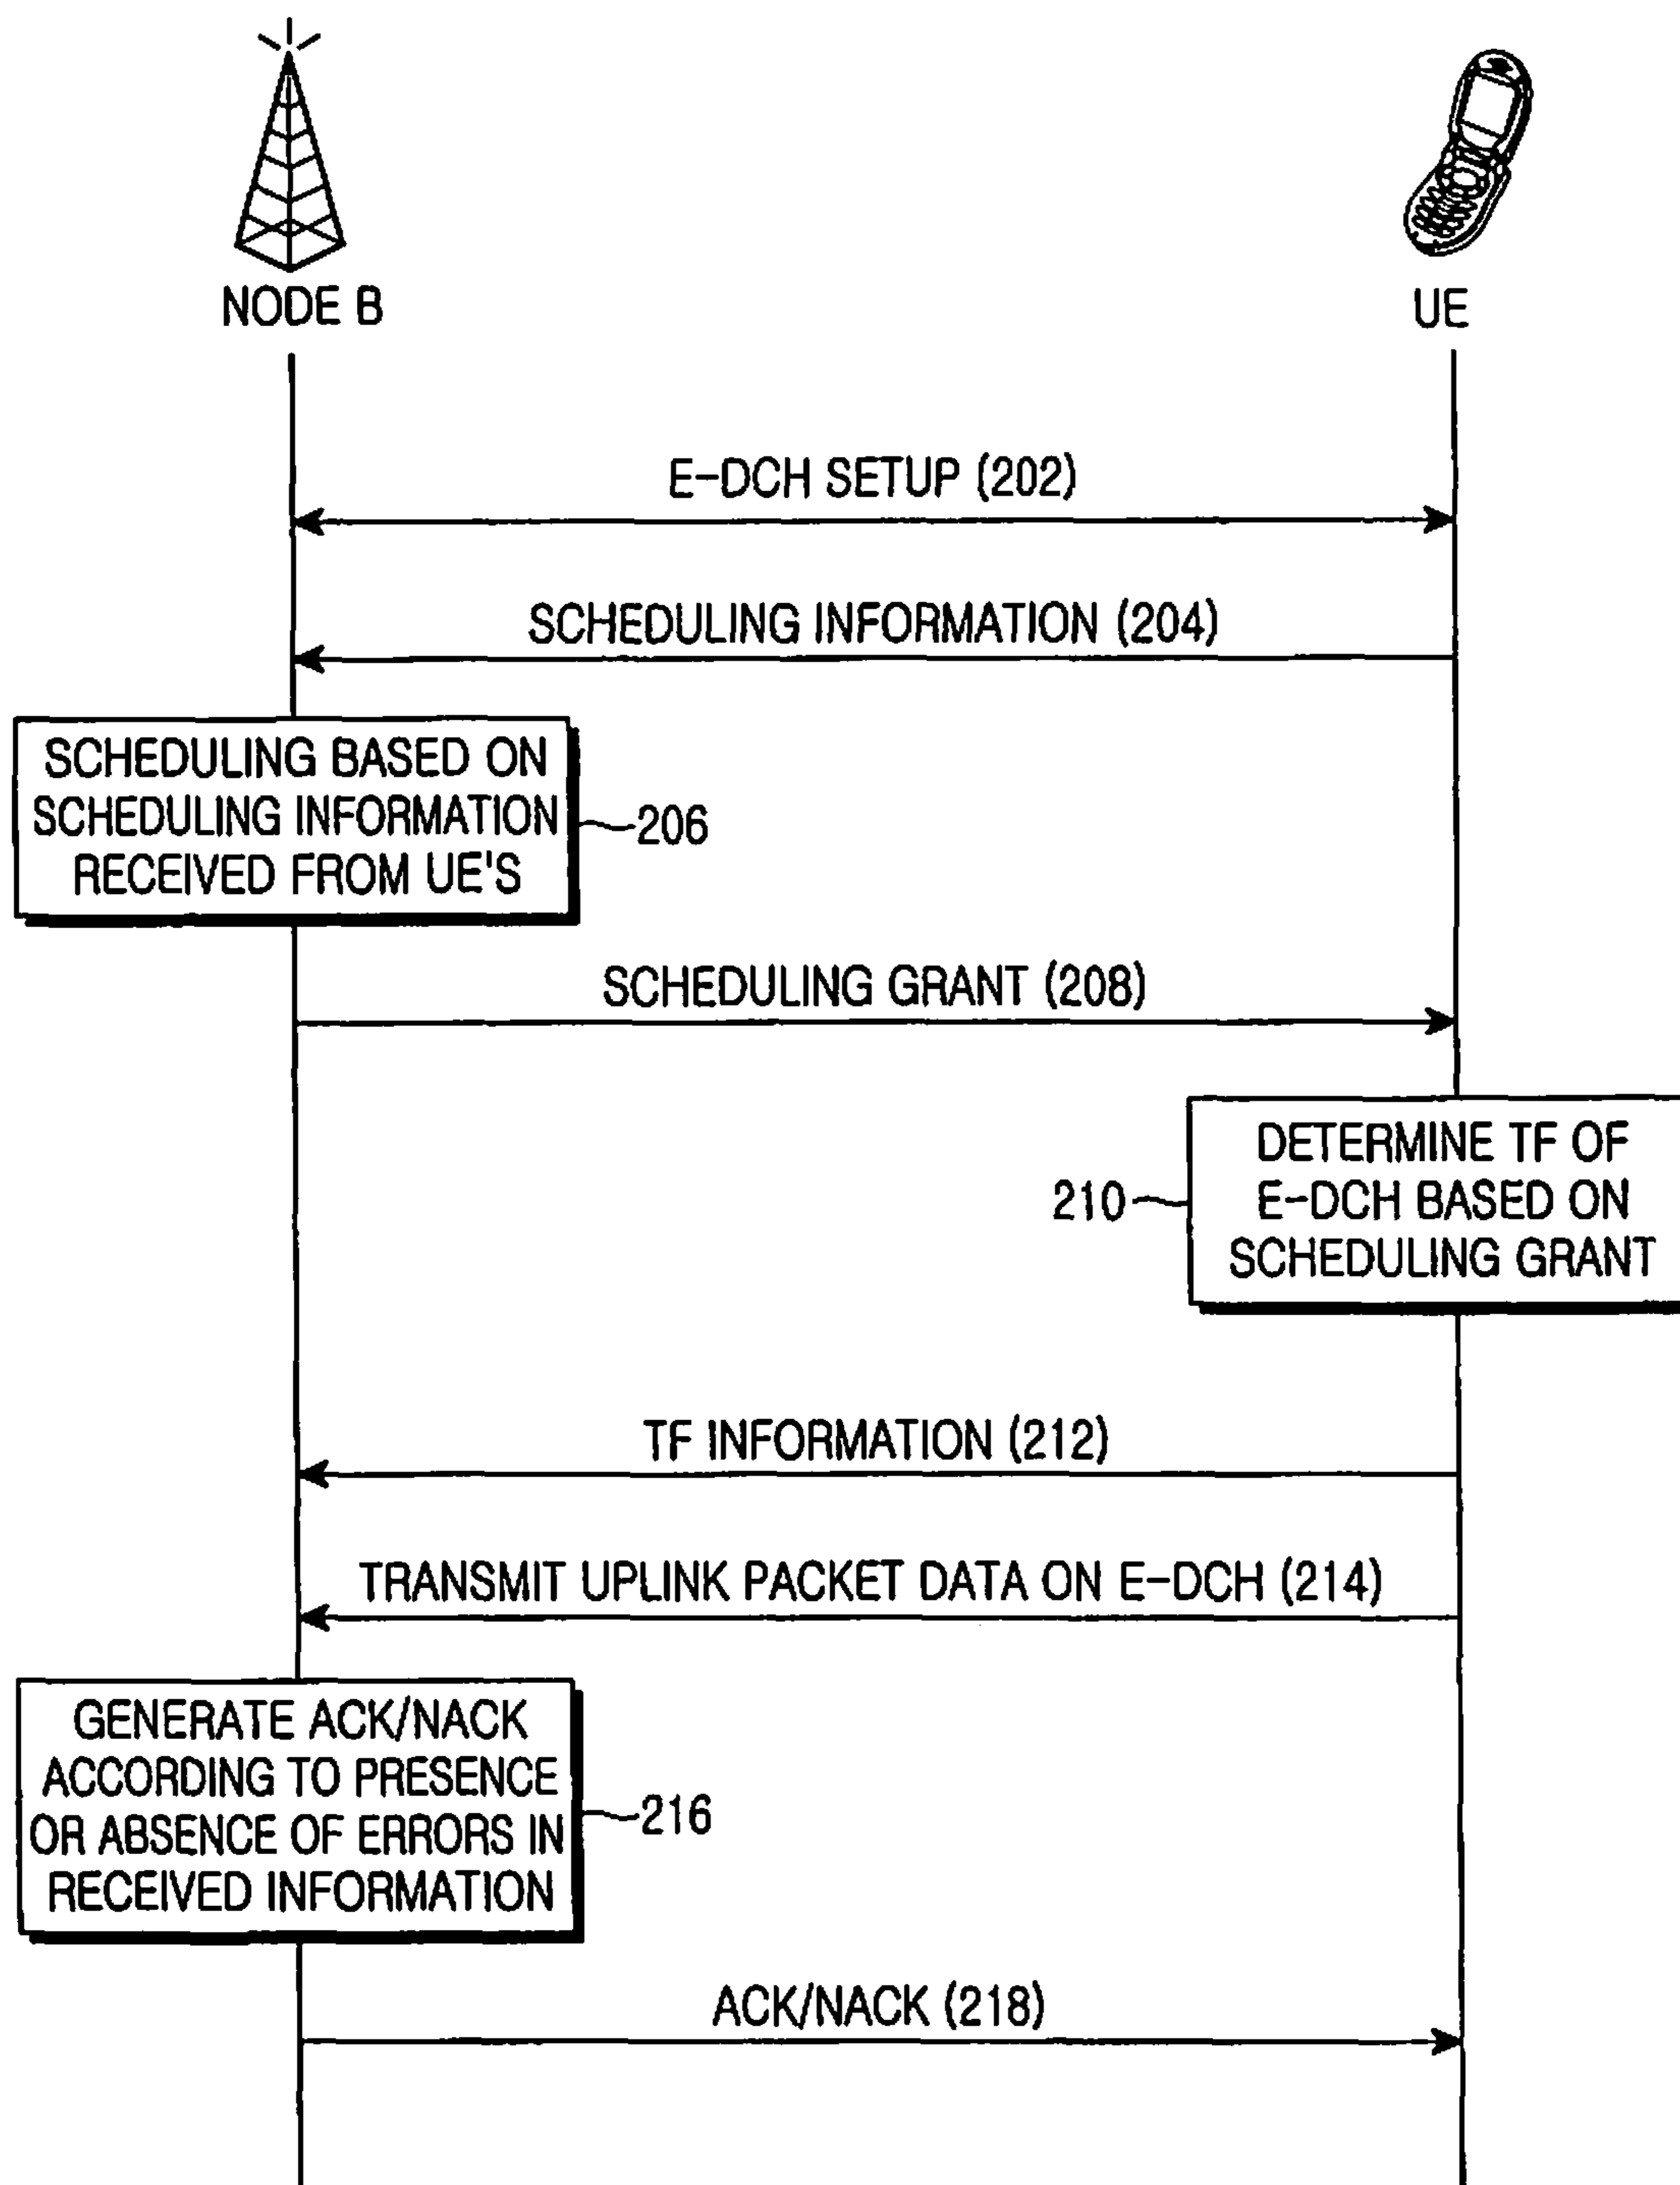 NODE B
UE
E-DCH SETUP (202)
SCHEDULING INFORMATION (204)
SCHEDULING BASED ON
SCHEDULING INFORMATION
RECEIVED FROM UE'S
206
SCHEDULING GRANT (208)
DETERMINE TF OF
E-DCH BASED ON
SCHEDULING GRANT
210
TF INFORMATION (212)
TRANSMIT UPLINK PACKET DATA ON E-DCH (214)
GENERATE ACK/NACK
ACCORDING TO PRESENCE
OR ABSENCE OF ERRORS IN
RECEIVED INFORMATION
216
ACK/NACK (218)